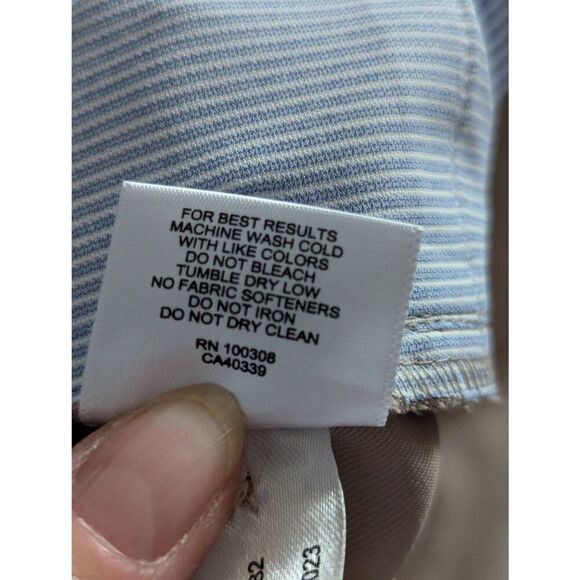 FOR BEST RESULTS
MACHINE WASH COLD
WITH LIKE COLORS
DO NOT BLEACH
TUMBLE DRY LOW
NO FABRIC SOFTENERS
DO NOT IRON
DO NOT DRY CLEAN
RN 100308
CA40339